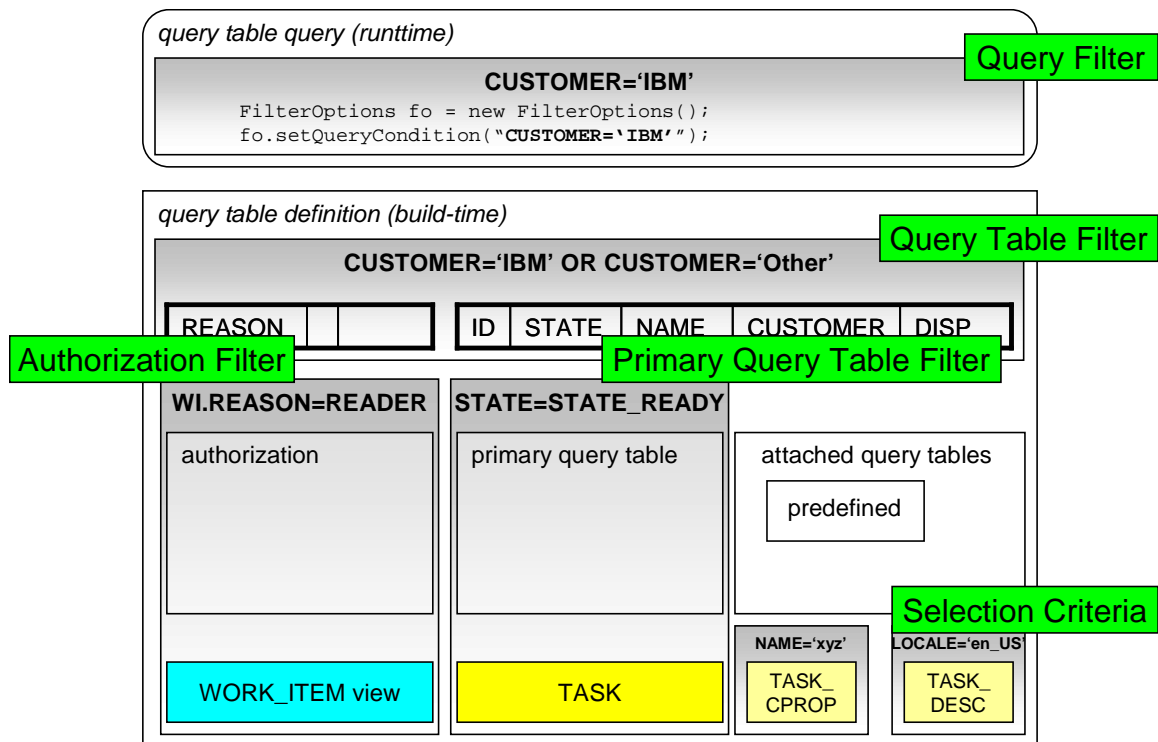 query table query (runttime)
Query Filter
CUSTOMER=‘IBM’
FilterOptions fo = new FilterOptions();
fo.setQueryCondition(“CUSTOMER=‘IBM’”);
query table definition (build-time)
Query Table Filter
CUSTOMER=‘IBM’ OR CUSTOMER=‘Other’
REASON ID STATE NAME CUSTOMER DISP
Authorization Filter Primary Query Table Filter
WI.REASON=READER STATE=STATE_READY
authorization primary query table attached query tables
predefined
Selection Criteria
NAME=‘xyz’ LOCALE=‘en_US’
WORK_ITEM view TASK
TASK_
CPROP
TASK_
DESC